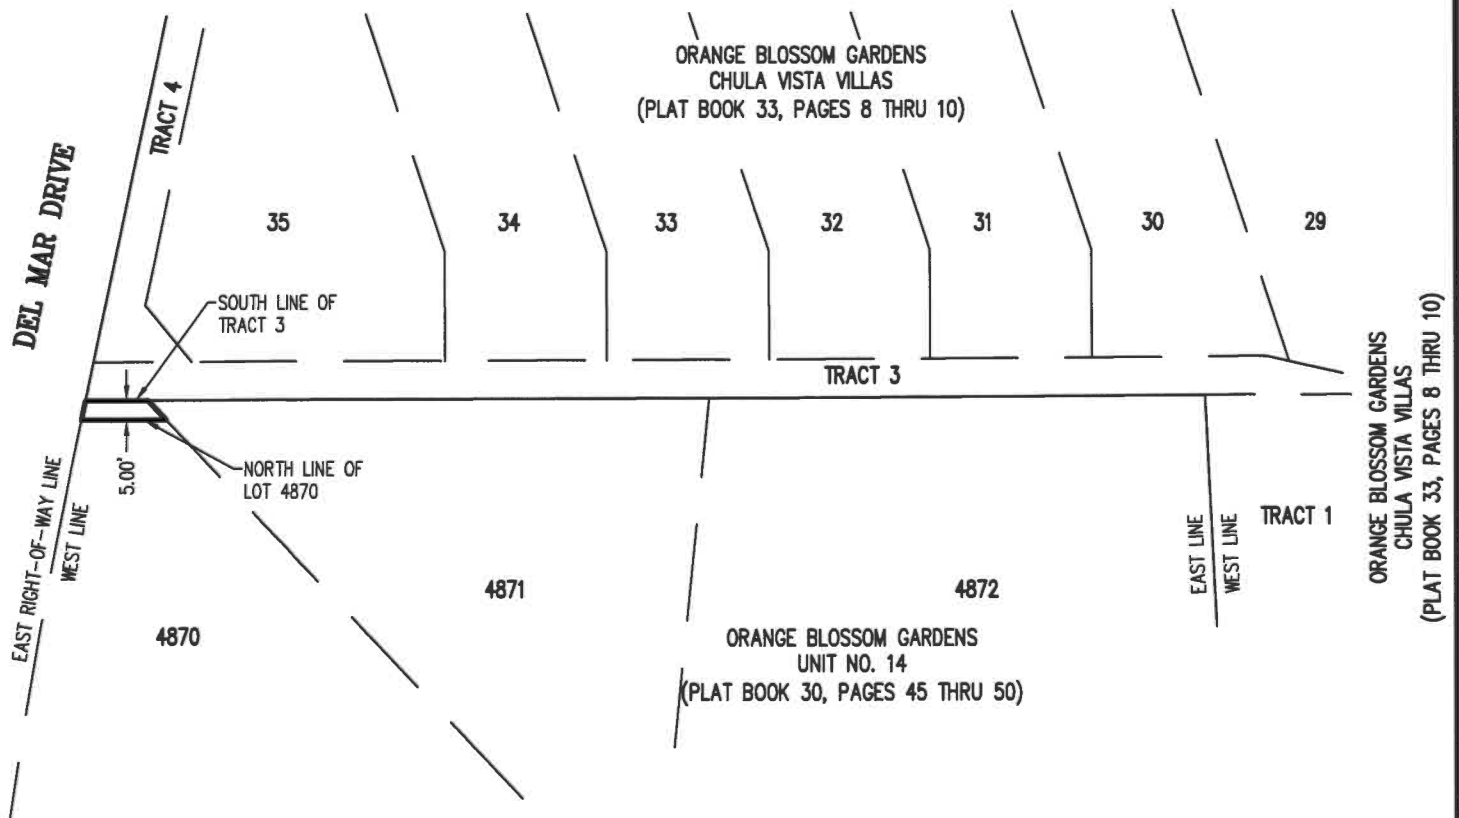 ORANGE BLOSSOM GARDENS
CHULA VISTA VILLAS
(PLAT BOOK 33, PAGES 8 THRU 10)
TRACT 4
DEL MAR DRIVE
35
34
33
32
31
30
29
SOUTH LINE OF
TRACT 3
TRACT 3
5.00'
NORTH LINE OF
LOT 4870
EAST RIGHT-OF-WAY LINE
WEST LINE
4870
4871
4872
EAST LINE
WEST LINE
TRACT 1
ORANGE BLOSSOM GARDENS
UNIT NO. 14
(PLAT BOOK 30, PAGES 45 THRU 50)
ORANGE BLOSSOM GARDENS
CHULA VISTA VILLAS
(PLAT BOOK 33, PAGES 8 THRU 10)